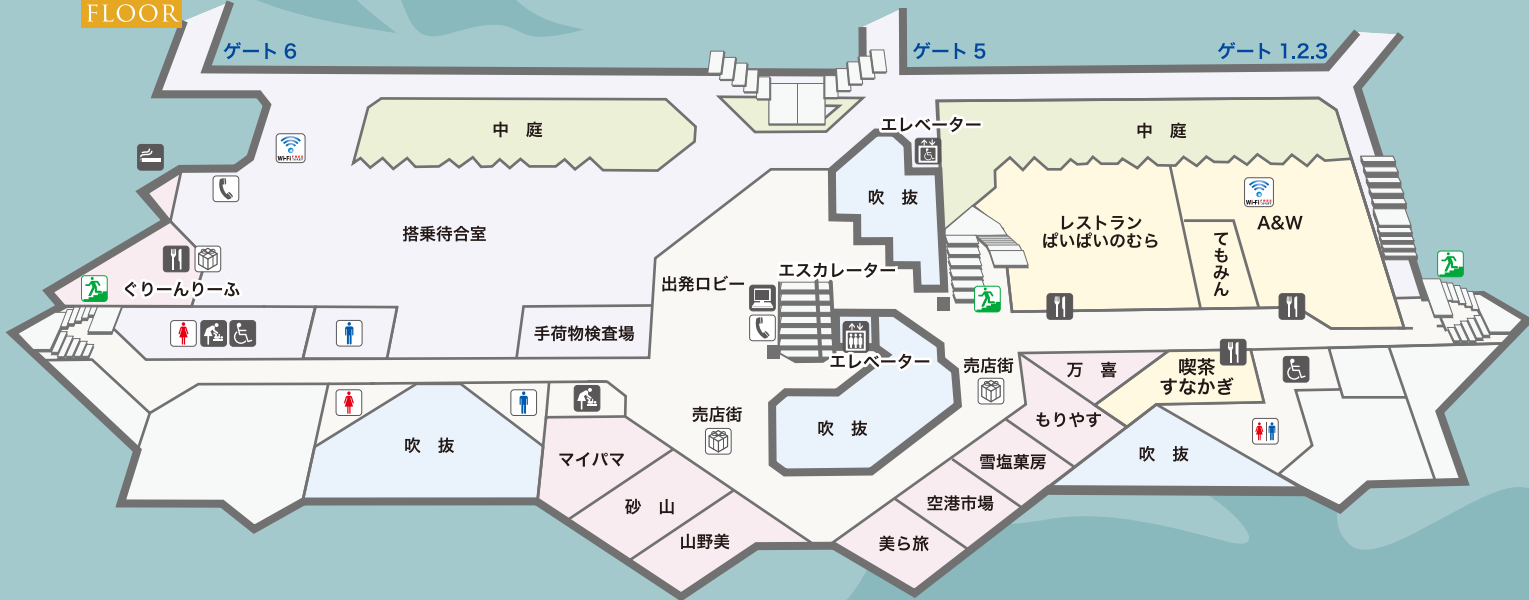 FLOOR
ゲート 6
ゲート 5
ゲート 1.2.3
中 庭
エレベーター
中 庭
Wi-Fi
吹 抜
Wi-Fi
レストラン
ぱいぱいのむら
A&W
てもみん
搭乗待合室
エスカレーター
出発ロビー
ぐりーんりーふ
手荷物検査場
エレベーター
売店街
万 喜
喫茶
すなかぎ
売店街
吹 抜
もりやす
吹 抜
マイパマ
雪塩菓房
吹 抜
砂 山
空港市場
山野美
美ら旅